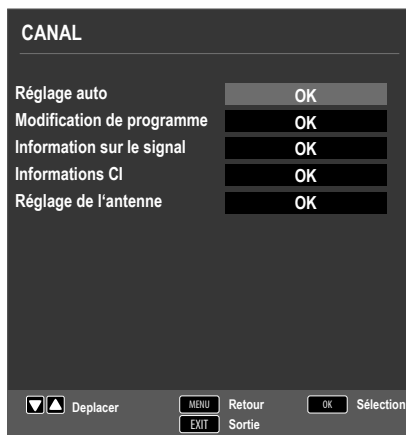 CANAL
Réglage auto OK
Modification de programme OK
Information sur le signal OK
Informations CI OK
Réglage de l‘antenne OK
Deplacer MENU Retour OK Sélection
EXIT Sortie